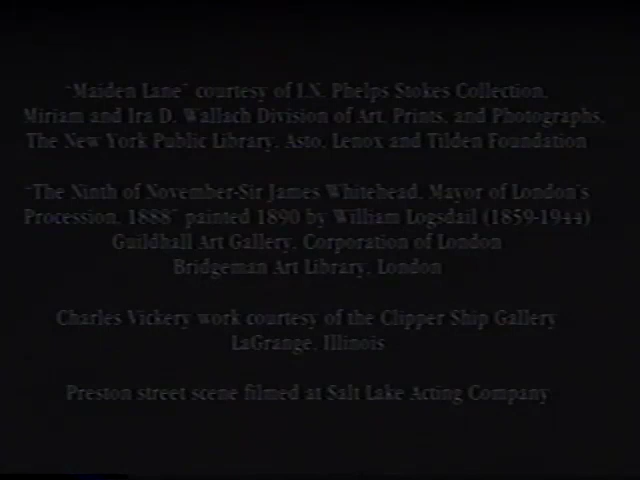 "Maiden Lane" courtesy of I.N. Phelps Stokes Collection,
Miriam and Ira D. Wallach Division of Art, Prints, and Photographs,
The New York Public Library, Asto, Lenox and Tilden Foundation
"The Ninth of November-Sir James Whitehead, Mayor of London's
Procession, 1888" painted 1890 by William Logsdail (1859-1944)
Guildhall Art Gallery, Corporation of London
Bridgeman Art Library, London
Charles Vickery work courtesy of the Clipper Ship Gallery
LaGrange, Illinois
Preston street scene filmed at Salt Lake Acting Company